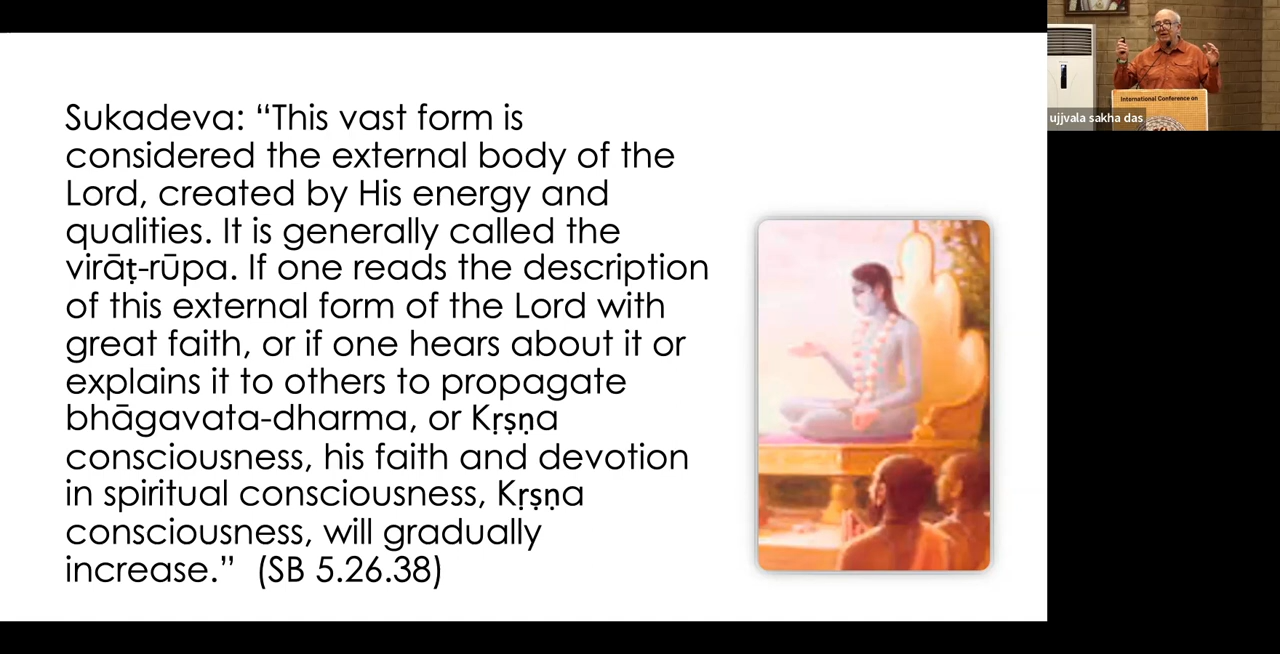 Sukadeva: “This vast form is
considered the external body of the
Lord, created by His energy and
qualities. It is generally called the
virāṭ-rūpa. If one reads the description
of this external form of the Lord with
great faith, or if one hears about it or
explains it to others to propagate
bhāgavata-dharma, or Kṛṣṇa
consciousness, his faith and devotion
in spiritual consciousness, Kṛṣṇa
consciousness, will gradually
increase.” (SB 5.26.38)
International Conference on
ujjvala sakha das